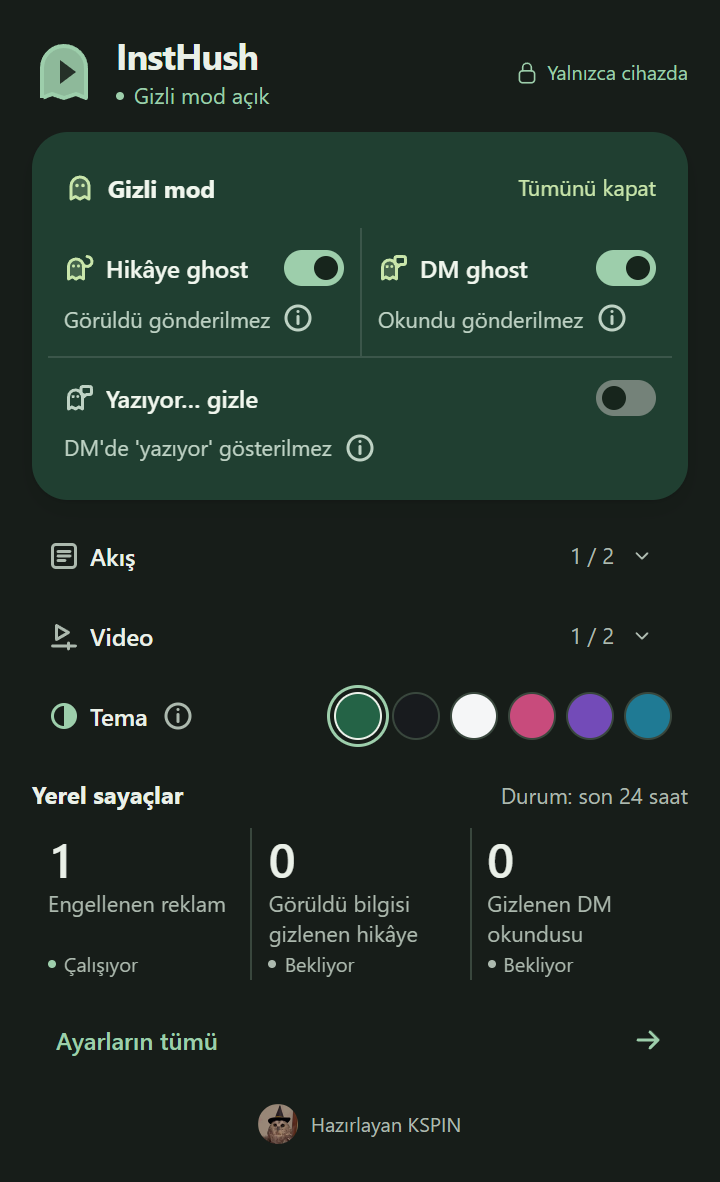 InstHush
Gizli mod açık
Yalnızca cihazda
Gizli mod
Tümünü kapat
Hikâye ghost
Görüldü gönderilmez
DM ghost
Okundu gönderilmez
Yazıyor... gizle
DM'de 'yazıyor' gösterilmez
Akış
1 / 2
Video
1 / 2
Tema
Yerel sayaçlar
Durum: son 24 saat
1
Engellenen reklam
Çalışıyor
0
Görüldü bilgisi
gizlenen hikâye
Bekliyor
0
Gizlenen DM
okundusu
Bekliyor
Ayarların tümü
Hazırlayan KSPIN